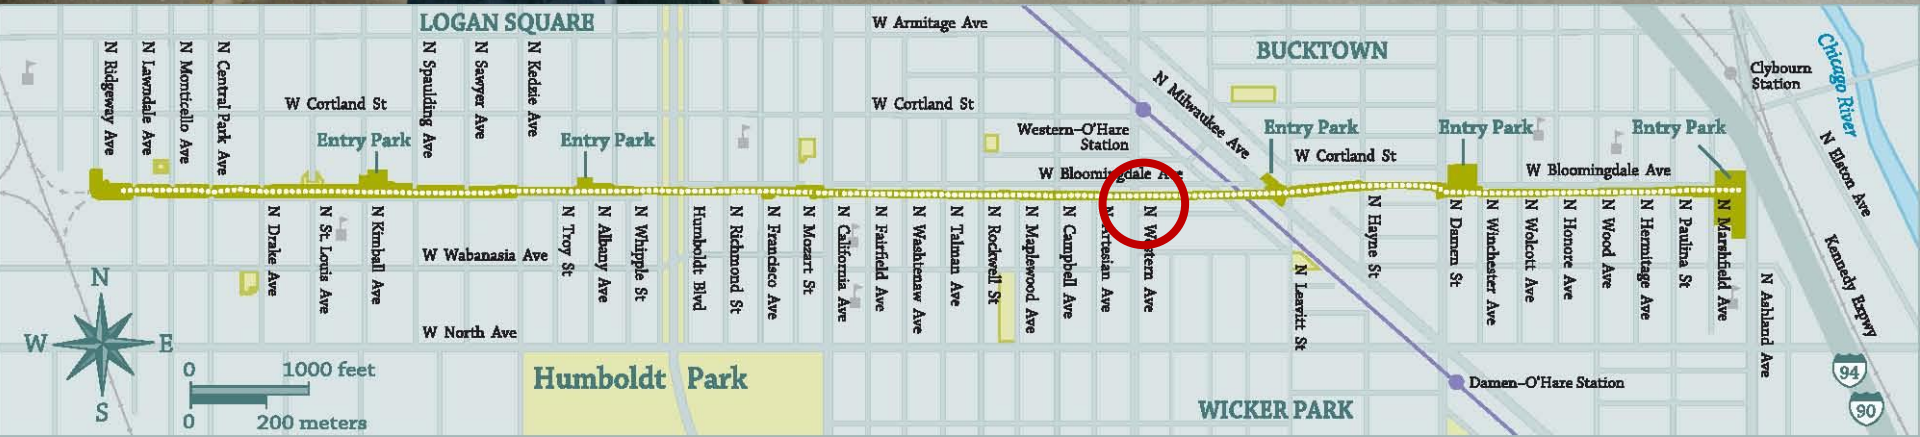 LOGAN SQUARE
W Armitage Ave
BUCKTOWN
Chicago River
Clybourn
Station
N Ridgeway Ave
N Lawndale Ave
N Monticello Ave
N Central Park Ave
N Spaulding Ave
N Sawyer Ave
N Kedzie Ave
W Cortland St
W Cortland St
N Milwaukee Ave
Western–O'Hare
Station
Entry Park
Entry Park
Entry Park
Entry Park
Entry Park
W Cortland St
W Bloomingdale Ave
W Bloomingdale Ave
N Elston Ave
Kennedy Expwy
N Drake Ave
N St. Louis Ave
N Kimball Ave
W Wabanasia Ave
N Troy St
N Albany Ave
N Whipple St
Humboldt Blvd
N Richmond St
N Francisco Ave
N Mozart St
N California Ave
N Fairfield Ave
N Washtenaw Ave
N Talman Ave
N Rockwell St
N Maplewood Ave
N Campbell Ave
N Artesian Ave
N Western Ave
N Leavitt St
N Hayne St
N Damen St
N Winchester Ave
N Wolcott Ave
N Honore Ave
N Wood Ave
N Hermitage Ave
N Paulina St
N Marshfield Ave
N Ashland Ave
W North Ave
N
W E
S
0 1000 feet
0 200 meters
Humboldt Park
Damen–O'Hare Station
WICKER PARK
94
90